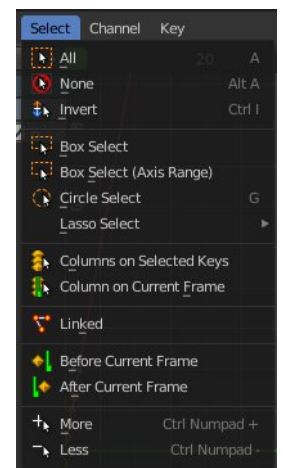 Select Channel Key
All 20 A
None Alt A
Invert Ctrl I
Box Select
Box Select (Axis Range)
Circle Select G
Lasso Select
Columns on Selected Keys
Column on Current Frame
Linked
Before Current Frame
After Current Frame
More Ctrl Numpad +
Less Ctrl Numpad -